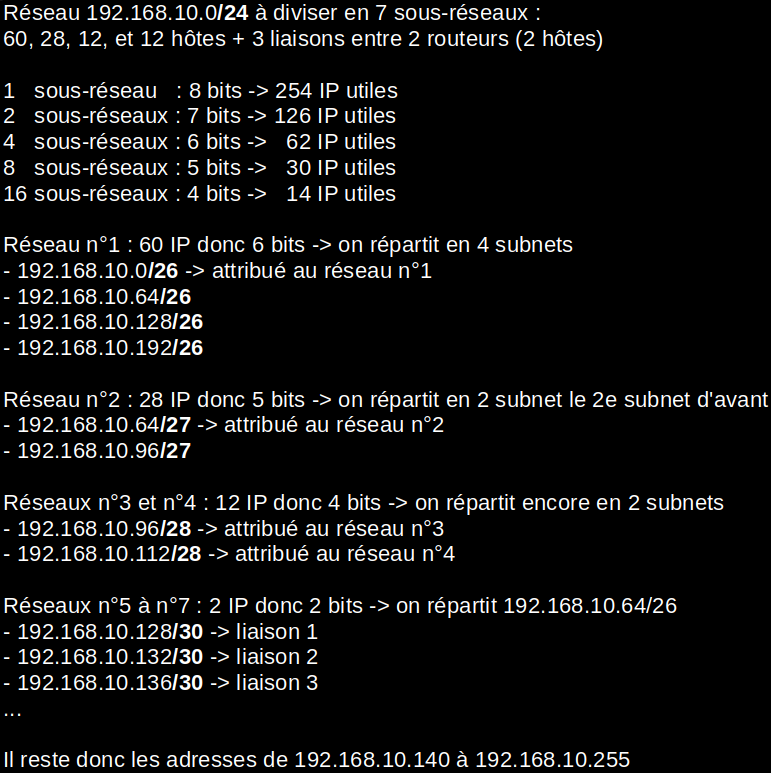 Réseau 192.168.10.0/24 à diviser en 7 sous-réseaux :
60, 28, 12, et 12 hôtes + 3 liaisons entre 2 routeurs (2 hôtes)
1 sous-réseau : 8 bits -> 254 IP utiles
2 sous-réseaux : 7 bits -> 126 IP utiles
4 sous-réseaux : 6 bits -> 62 IP utiles
8 sous-réseaux : 5 bits -> 30 IP utiles
16 sous-réseaux : 4 bits -> 14 IP utiles
Réseau n°1 : 60 IP donc 6 bits -> on répartit en 4 subnets
- 192.168.10.0/26 -> attribué au réseau n°1
- 192.168.10.64/26
- 192.168.10.128/26
- 192.168.10.192/26
Réseau n°2 : 28 IP donc 5 bits -> on répartit en 2 subnet le 2e subnet d'avant
- 192.168.10.64/27 -> attribué au réseau n°2
- 192.168.10.96/27
Réseaux n°3 et n°4 : 12 IP donc 4 bits -> on répartit encore en 2 subnets
- 192.168.10.96/28 -> attribué au réseau n°3
- 192.168.10.112/28 -> attribué au réseau n°4
Réseaux n°5 à n°7 : 2 IP donc 2 bits -> on répartit 192.168.10.64/26
- 192.168.10.128/30 -> liaison 1
- 192.168.10.132/30 -> liaison 2
- 192.168.10.136/30 -> liaison 3
...
Il reste donc les adresses de 192.168.10.140 à 192.168.10.255